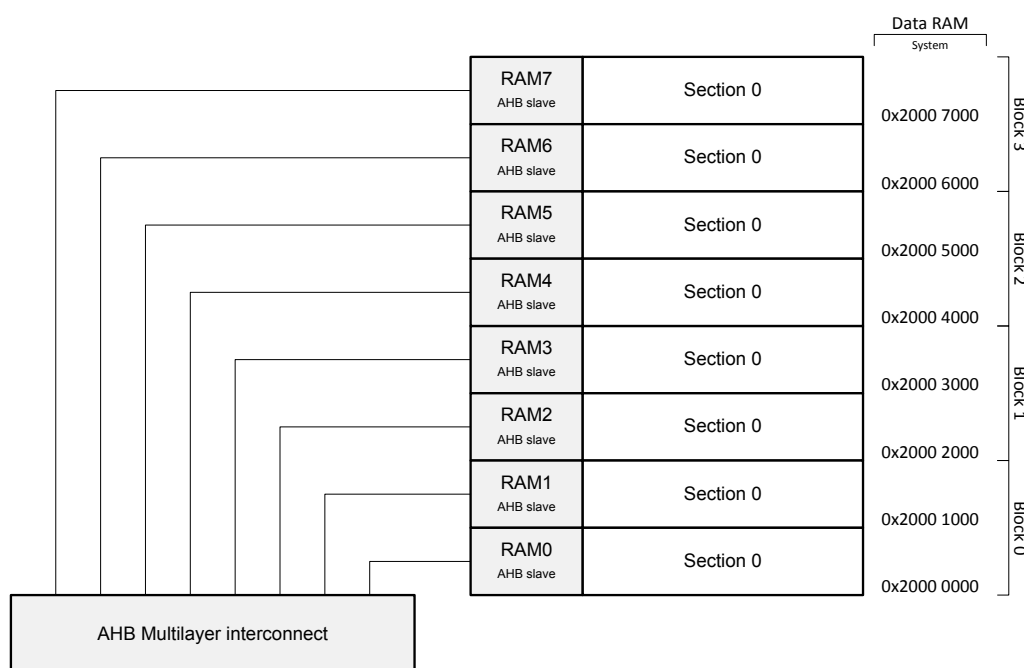 Data RAM
System
RAM7
AHB slave
Section 0
0x2000 7000
Block 3
RAM6
AHB slave
Section 0
0x2000 6000
RAM5
AHB slave
Section 0
0x2000 5000
Block 2
RAM4
AHB slave
Section 0
0x2000 4000
RAM3
AHB slave
Section 0
0x2000 3000
Block 1
RAM2
AHB slave
Section 0
0x2000 2000
RAM1
AHB slave
Section 0
0x2000 1000
Block 0
RAM0
AHB slave
Section 0
0x2000 0000
AHB Multilayer interconnect